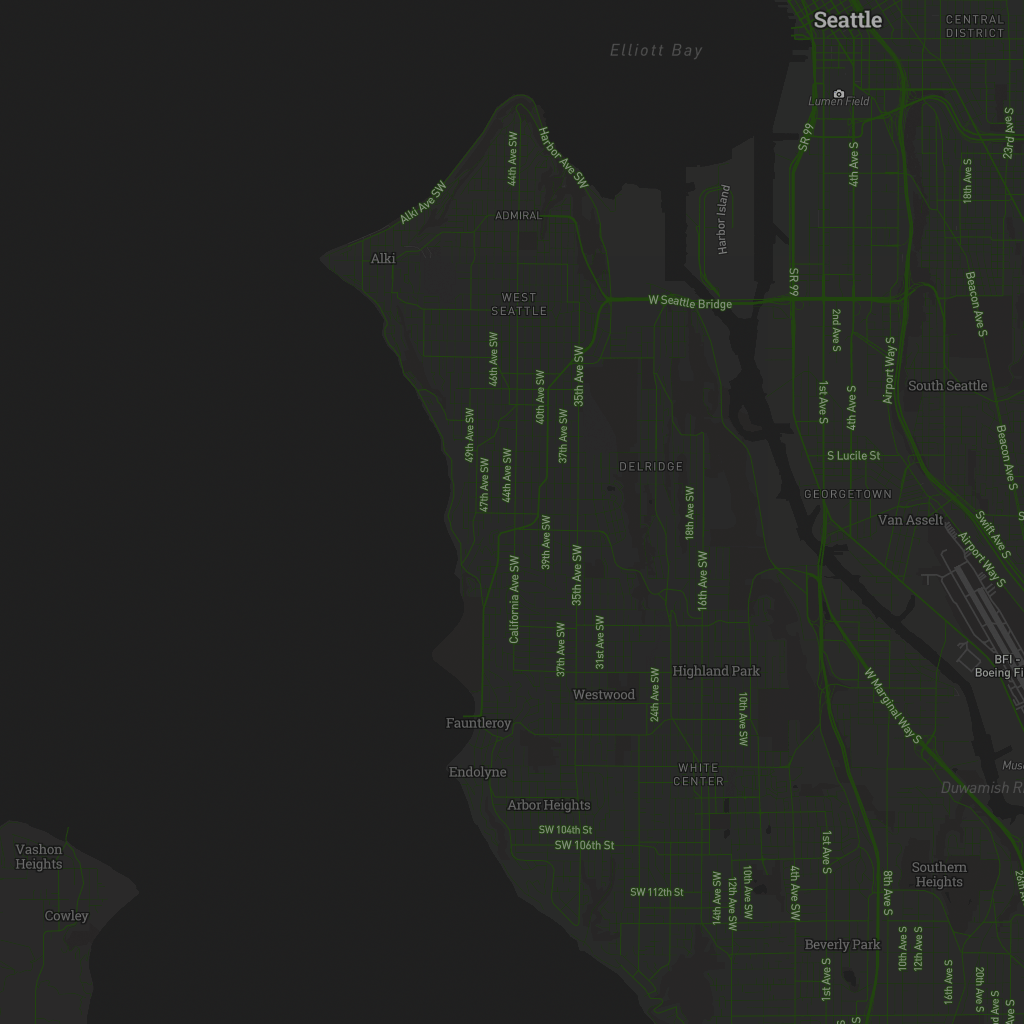 Seattle
CENTRAL
DISTRICT
Elliott Bay
Lumen Field
SR 99
4th Ave S
23rd Ave S
18th Ave S
44th Ave SW
Harbor Ave SW
Alki Ave SW
ADMIRAL
Harbor Island
Alki
WEST
SEATTLE
W Seattle Bridge
SR 99
Beacon Ave S
2nd Ave S
46th Ave SW
35th Ave SW
Airport Way S
South Seattle
40th Ave SW
1st Ave S
4th Ave S
49th Ave SW
37th Ave SW
Beacon Ave S
S Lucile St
44th Ave SW
47th Ave SW
DELRIDGE
GEORGETOWN
18th Ave S
Van Asselt
Swift Ave S
Airport Way S
39th Ave SW
35th Ave SW
16th Ave SW
California Ave SW
37th Ave SW
31st Ave SW
BFI -
Boeing Fi
Highland Park
Westwood
24th Ave SW
10th Ave SW
W Marginal Way S
Fauntleroy
Endolyne
WHITE
CENTER
Muse
Duwamish Ri
Arbor Heights
SW 104th St
SW 106th St
1st Ave S
Vashon
Heights
Southern
Heights
SW 112th St
14th Ave SW
12th Ave SW
10th Ave SW
4th Ave SW
8th Ave S
26th A
Cowley
Beverly Park
10th Ave S
12th Ave S
1st Ave S
16th Ave S
20th Ave S